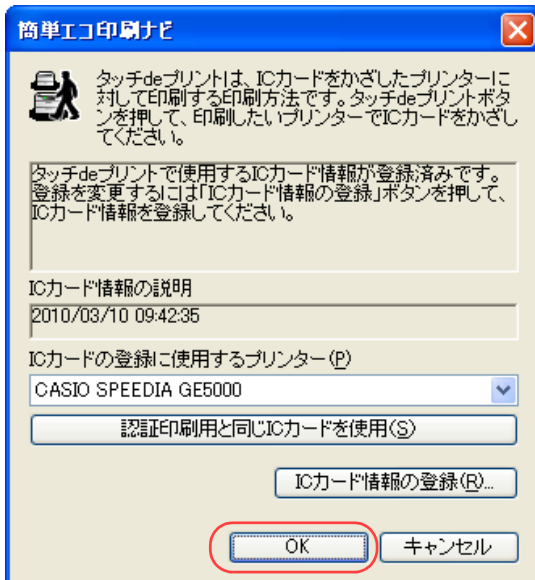 簡単エコ印刷ナビ
タッチdeプリントは、ICカードをかざしたプリンターに
対して印刷する印刷方法です。タッチdeプリントボタ
ンを押して、印刷したいプリンターでICカードをかざし
てください。
タッチdeプリントで使用するICカード情報が登録済みです。
登録を変更するには「ICカード情報の登録」ボタンを押して、
ICカード情報を登録してください。
ICカード情報の説明
2010/03/10 09:42:35
ICカードの登録に使用するプリンター(P)
CASIO SPEEDIA GE5000
認証印刷用と同じICカードを使用(S)
ICカード情報の登録(R)...
OK
キャンセル